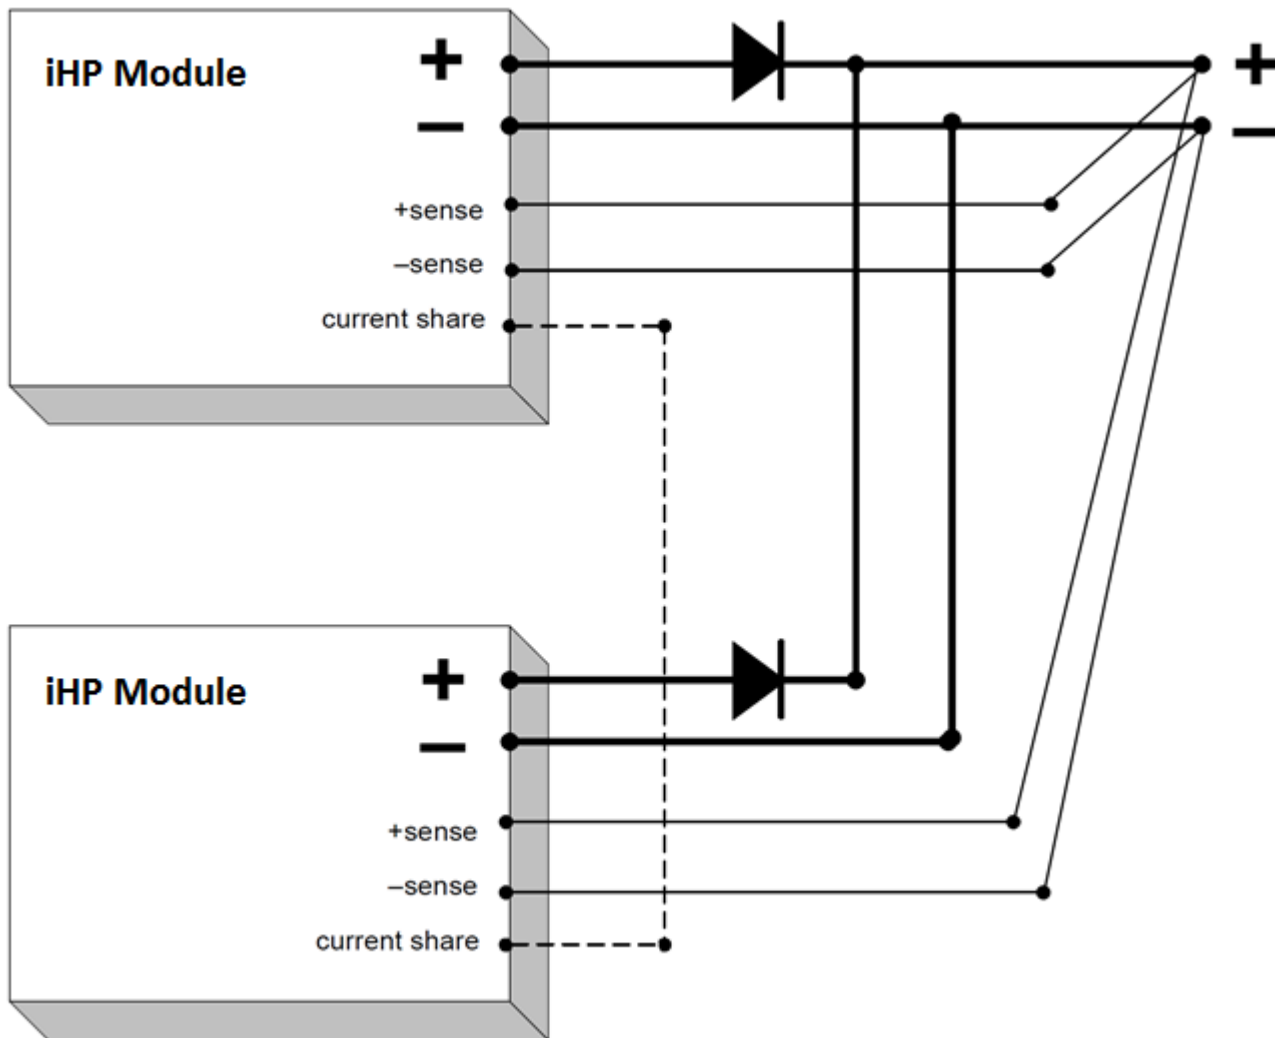 iHP Module
+
−
+sense
–sense
current share
+
−
iHP Module
+
−
+sense
–sense
current share